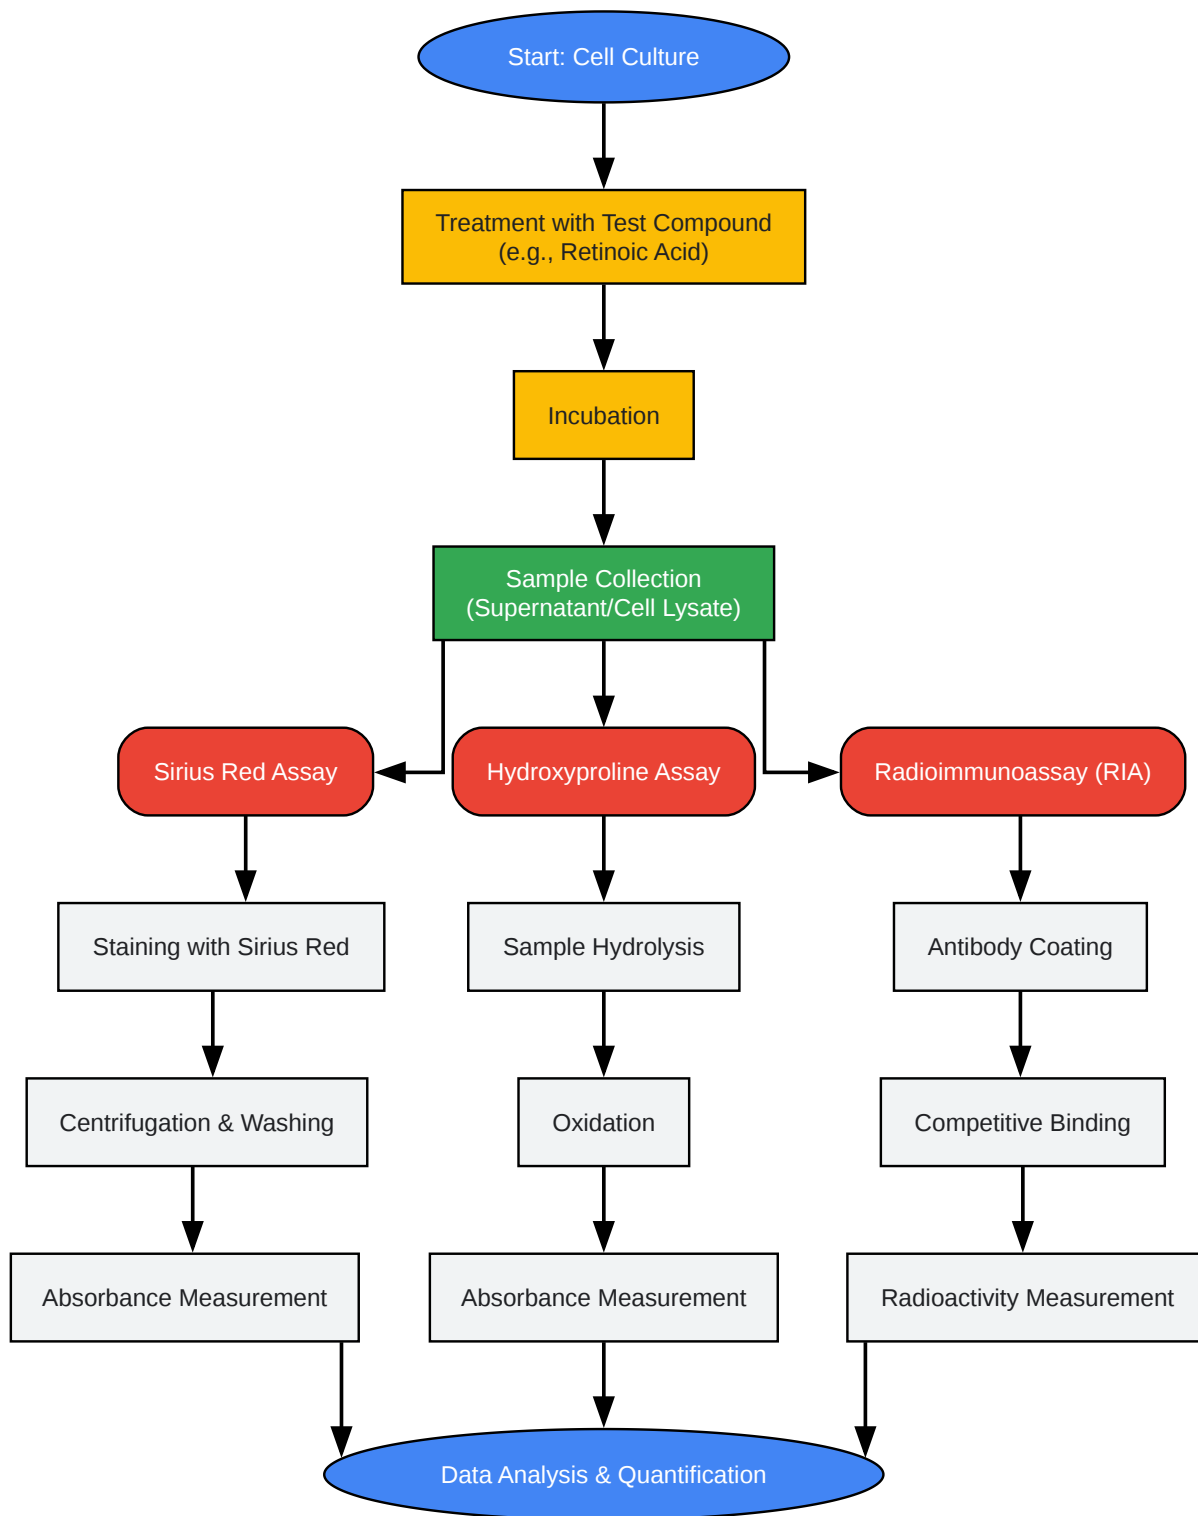 Start: Cell Culture
Treatment with Test Compound
(e.g., Retinoic Acid)
Incubation
Sample Collection
(Supernatant/Cell Lysate)
Sirius Red Assay
Hydroxyproline Assay
Radioimmunoassay (RIA)
Staining with Sirius Red
Sample Hydrolysis
Antibody Coating
Centrifugation & Washing
Oxidation
Competitive Binding
Absorbance Measurement
Absorbance Measurement
Radioactivity Measurement
Data Analysis & Quantification